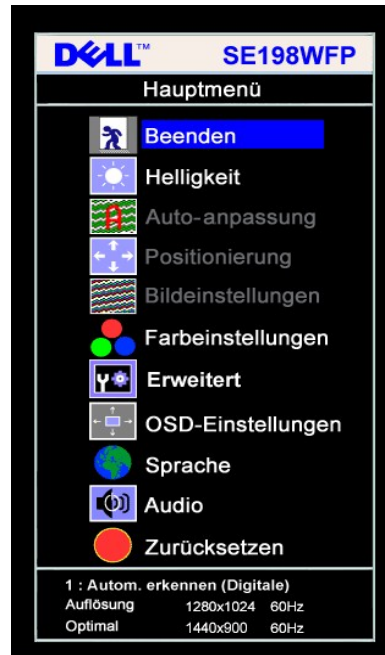 DELL™ SE198WFP
Hauptmenü
Beenden
Helligkeit
Auto-anpassung
Positionierung
Bildeinstellungen
Farbeinstellungen
Erweitert
OSD-Einstellungen
Sprache
Audio
Zurücksetzen
1 : Autom. erkennen (Digitale)
Auflösung 1280x1024 60Hz
Optimal 1440x900 60Hz